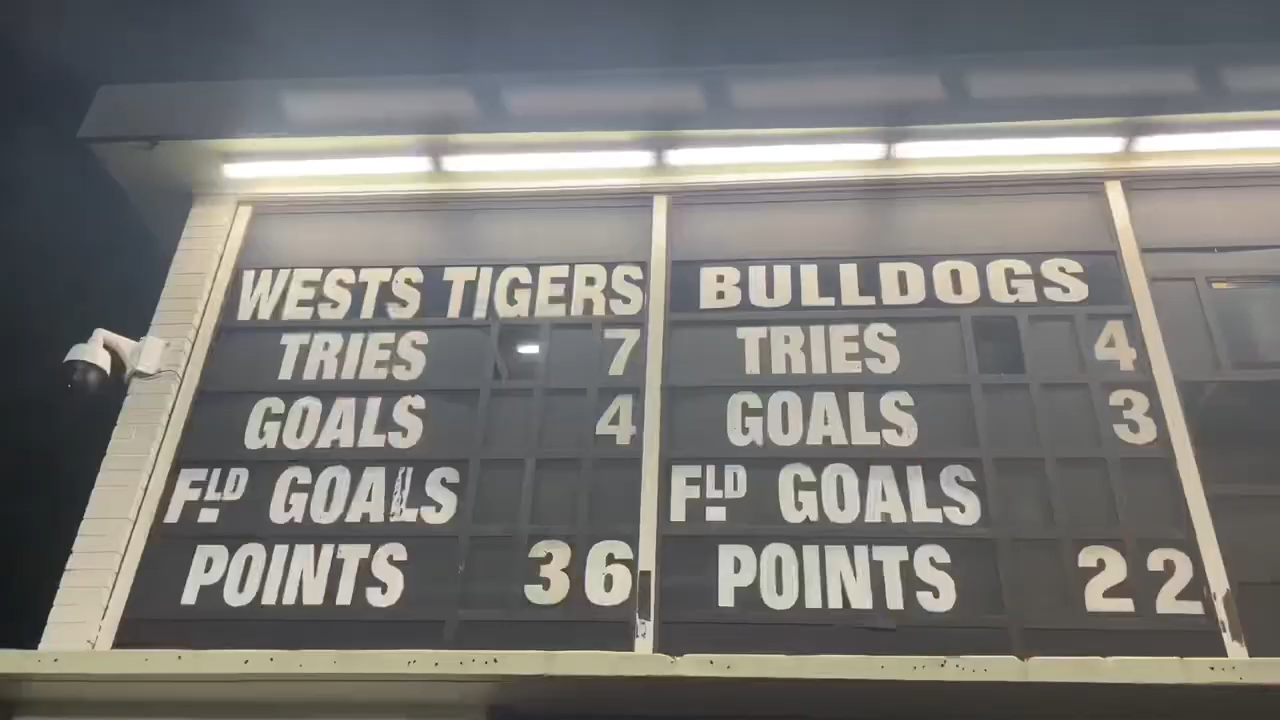 WESTS TIGERS
TRIES 7
GOALS 4
FLD GOALS
POINTS 36
BULLDOGS
TRIES 4
GOALS 3
FLD GOALS
POINTS 22